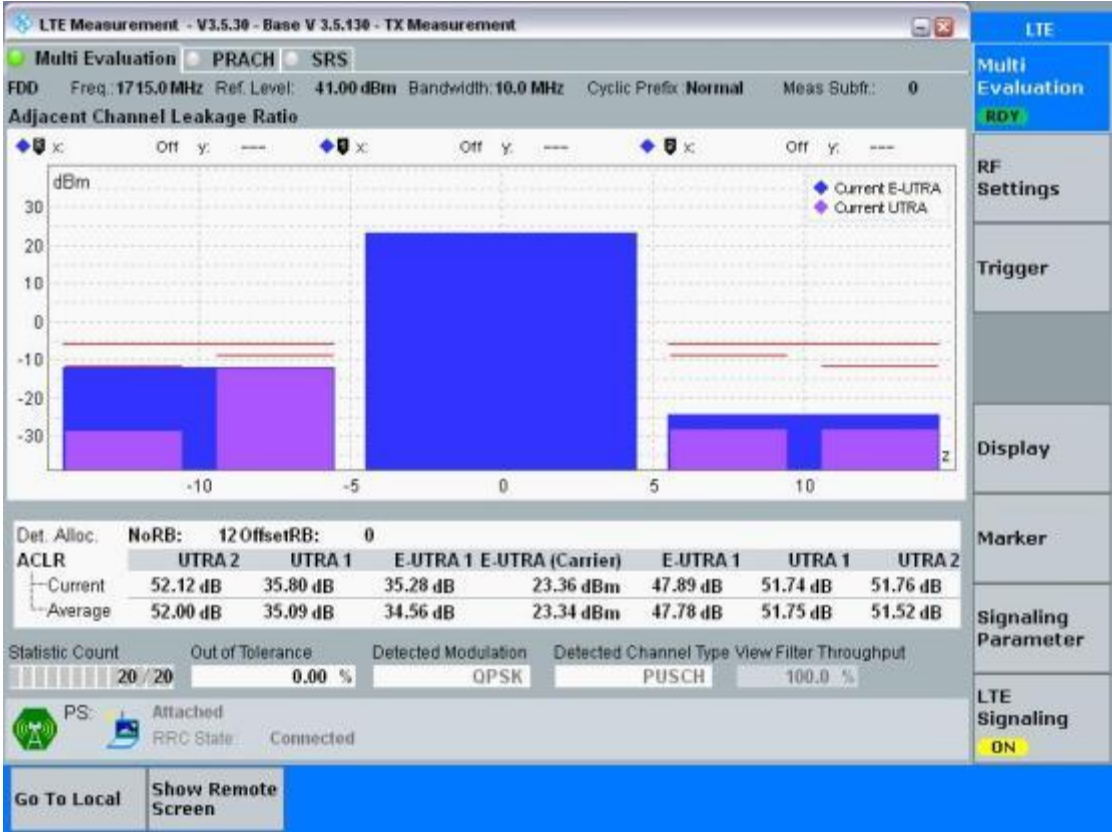 LTE Measurement - V3.5.30 - Base V 3.5.130 - TX Measurement
LTE
Multi Evaluation PRACH SRS
Multi
Evaluation
RDY
FDD Freq.: 1715.0 MHz Ref. Level: 41.00 dBm Bandwidth: 10.0 MHz Cyclic Prefix: Normal Meas Subfr.: 0
Adjacent Channel Leakage Ratio
x: Off y: --- x: Off y: --- x: Off y: ---
RF
Settings
dBm
Current E-UTRA
Current UTRA
30
20
10
0
-10
-20
-30
z
-10 -5 0 5 10
Trigger
Display
Marker
Det. Alloc. NoRB: 12 OffsetRB: 0
ACLR UTRA 2 UTRA 1 E-UTRA 1 E-UTRA (Carrier) E-UTRA 1 UTRA 1 UTRA 2
Current 52.12 dB 35.80 dB 35.28 dB 23.36 dBm 47.89 dB 51.74 dB 51.76 dB
Average 52.00 dB 35.09 dB 34.56 dB 23.34 dBm 47.78 dB 51.75 dB 51.52 dB
Signaling
Parameter
Statistic Count Out of Tolerance Detected Modulation Detected Channel Type View Filter Throughput
20 / 20 0.00 % QPSK PUSCH 100.0 %
LTE
Signaling
ON
PS: Attached
RRC State: Connected
Go To Local
Show Remote
Screen